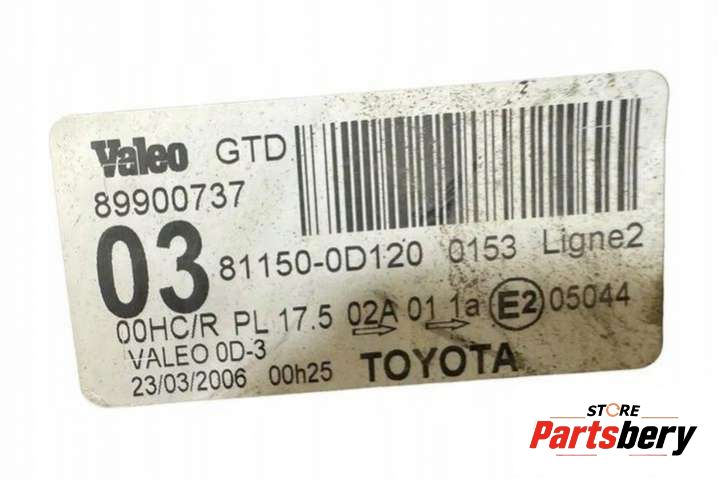 Valeo GTD
89900737
03 81150-0D120 0153 Ligne2
00HC/R PL 17.5 02A 01 1a E2 05044
VALEO 0D-3
23/03/2006 00h25 TOYOTA
STORE
Partsbery